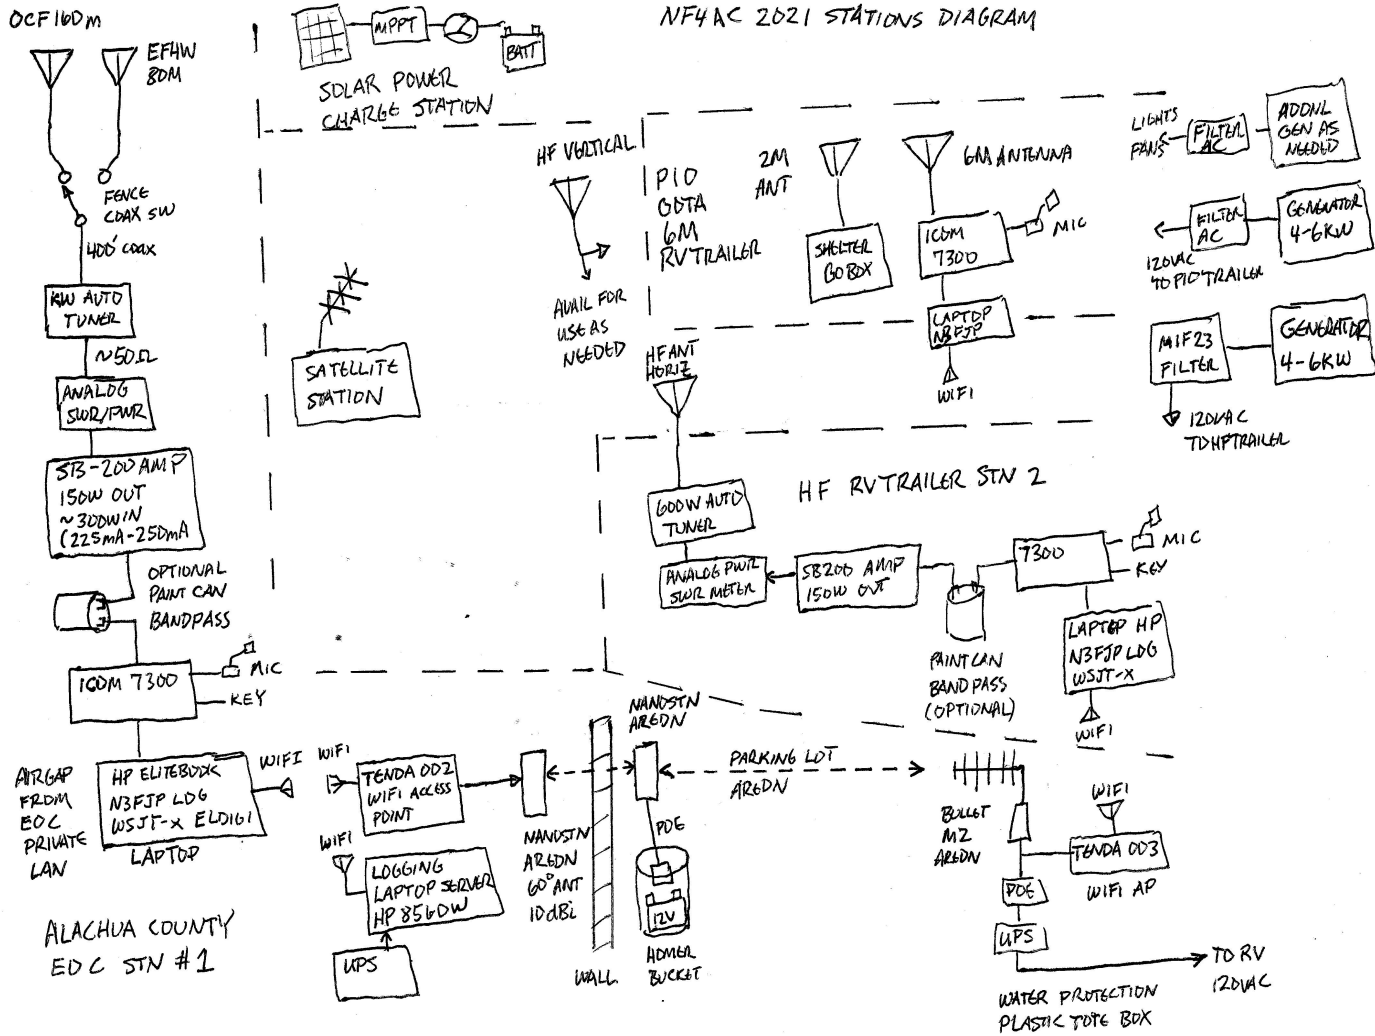 NF4AC 2021 STATIONS DIAGRAM
OCF160m
EFHW
80M
FENCE
COAX SW
400' COAX
KW AUTO
TUNER
~50Ω
ANALOG
SWR/PWR
SB-200 AMP
150W OUT
~300W IN
(225mA-250mA
OPTIONAL
PAINT CAN
BANDPASS
ICOM 7300
MIC
KEY
AIRGAP
FROM
EOC
PRIVATE
LAN
HP ELITEBOOK
N3FJP LOG
WSJT-X FLDIGI
LAPTOP
WIFI
ALACHUA COUNTY
EOC STN #1
MPPT
BATT
SOLAR POWER
CHARGE STATION
SATELLITE
STATION
HF VERTICAL
AVAIL FOR
USE AS
NEEDED
PIO
GOTA
6M
RV TRAILER
2M
ANT
SHELTER
GO BOX
6M ANTENNA
ICOM
7300
MIC
LAPTOP
N3FJP
WIFI
LIGHTS
FANS
FILTER
AC
ADDNL
GEN AS
NEEDED
FILTER
AC
GENERATOR
4-6KW
120VAC
TO PIO TRAILER
MIF23
FILTER
GENERATOR
4-6KW
120VAC
TO HF TRAILER
HF ANT
HORIZ
HF RV TRAILER STN 2
600W AUTO
TUNER
ANALOG PWR
SWR METER
SB200 AMP
150W OUT
PAINT CAN
BAND PASS
(OPTIONAL)
7300
MIC
KEY
LAPTOP HP
N3FJP LOG
WSJT-X
WIFI
WIFI
TENDA 002
WIFI ACCESS
POINT
WIFI
LOGGING
LAPTOP SERVER
HP 8560W
UPS
NANOSTN
AREDN
60° ANT
10dBi
WALL
NANOSTN
AREDN
POE
12V
HOMER
BUCKET
PARKING LOT
AREDN
BULLET
M2
AREDN
WIFI
TENDA 003
WIFI AP
POE
UPS
TO RV
120VAC
WATER PROTECTION
PLASTIC TOTE BOX